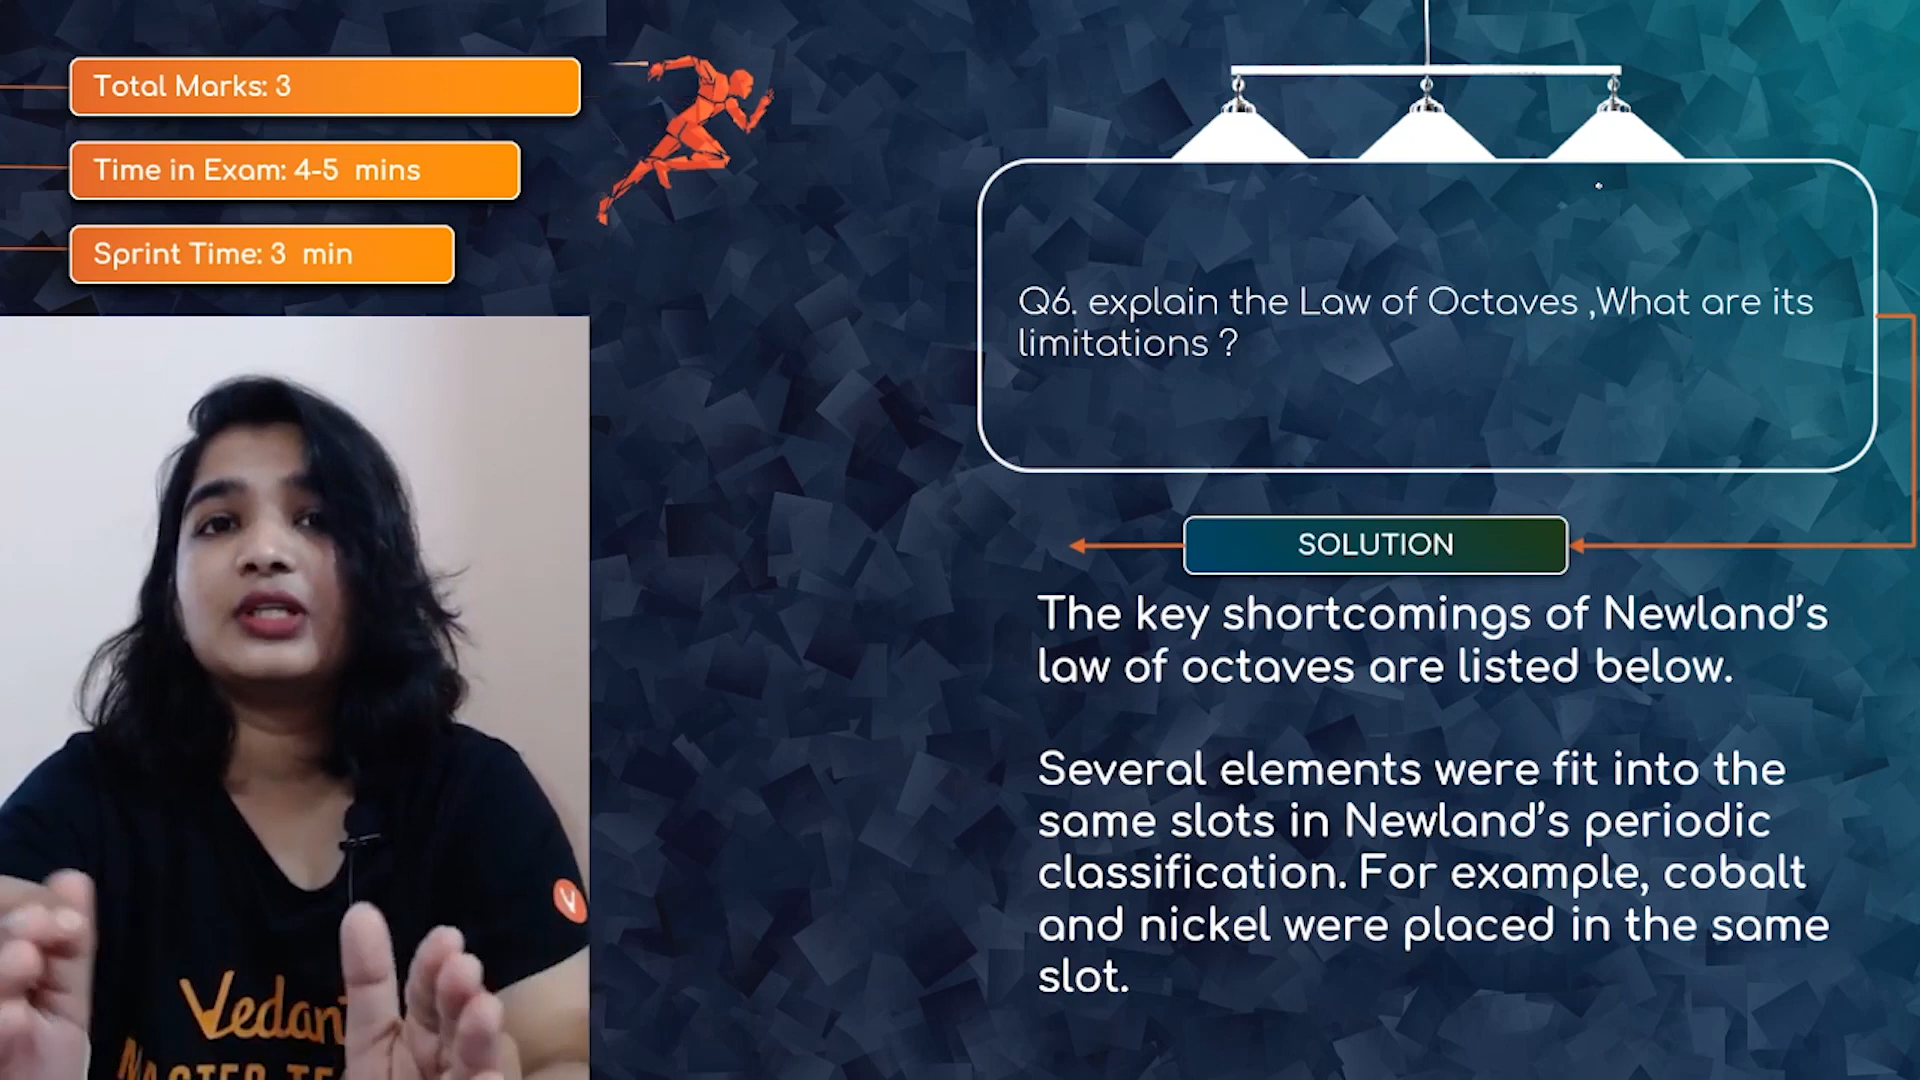 Total Marks: 3
Time in Exam: 4-5 mins
Sprint Time: 3 min
Q6. explain the Law of Octaves ,What are its
limitations ?
SOLUTION
The key shortcomings of Newland’s
law of octaves are listed below.
Several elements were fit into the
same slots in Newland’s periodic
classification. For example, cobalt
and nickel were placed in the same
slot.
V
Vedant
MASTER TE